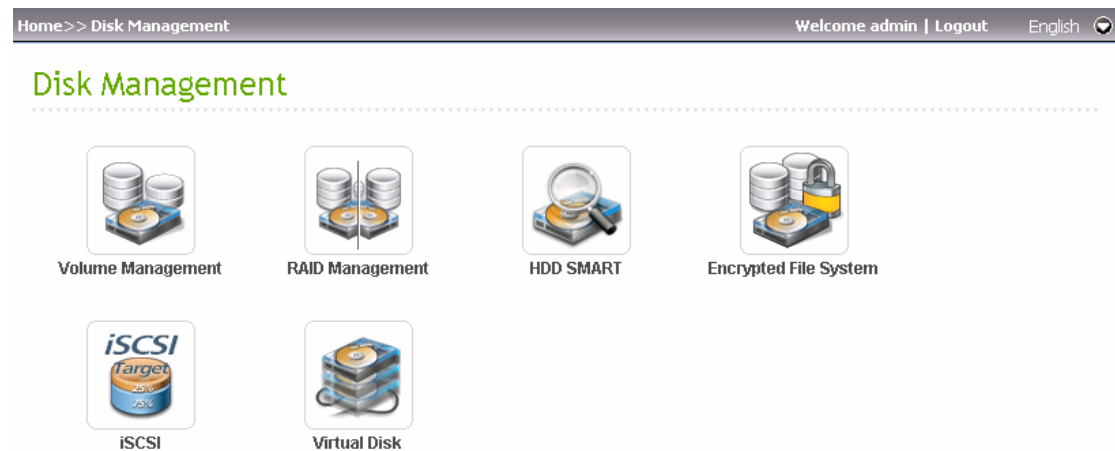 Home>> Disk Management Welcome admin | Logout English
Disk Management
Volume Management RAID Management HDD SMART Encrypted File System
iSCSI
Target
25%
75%
iSCSI Virtual Disk